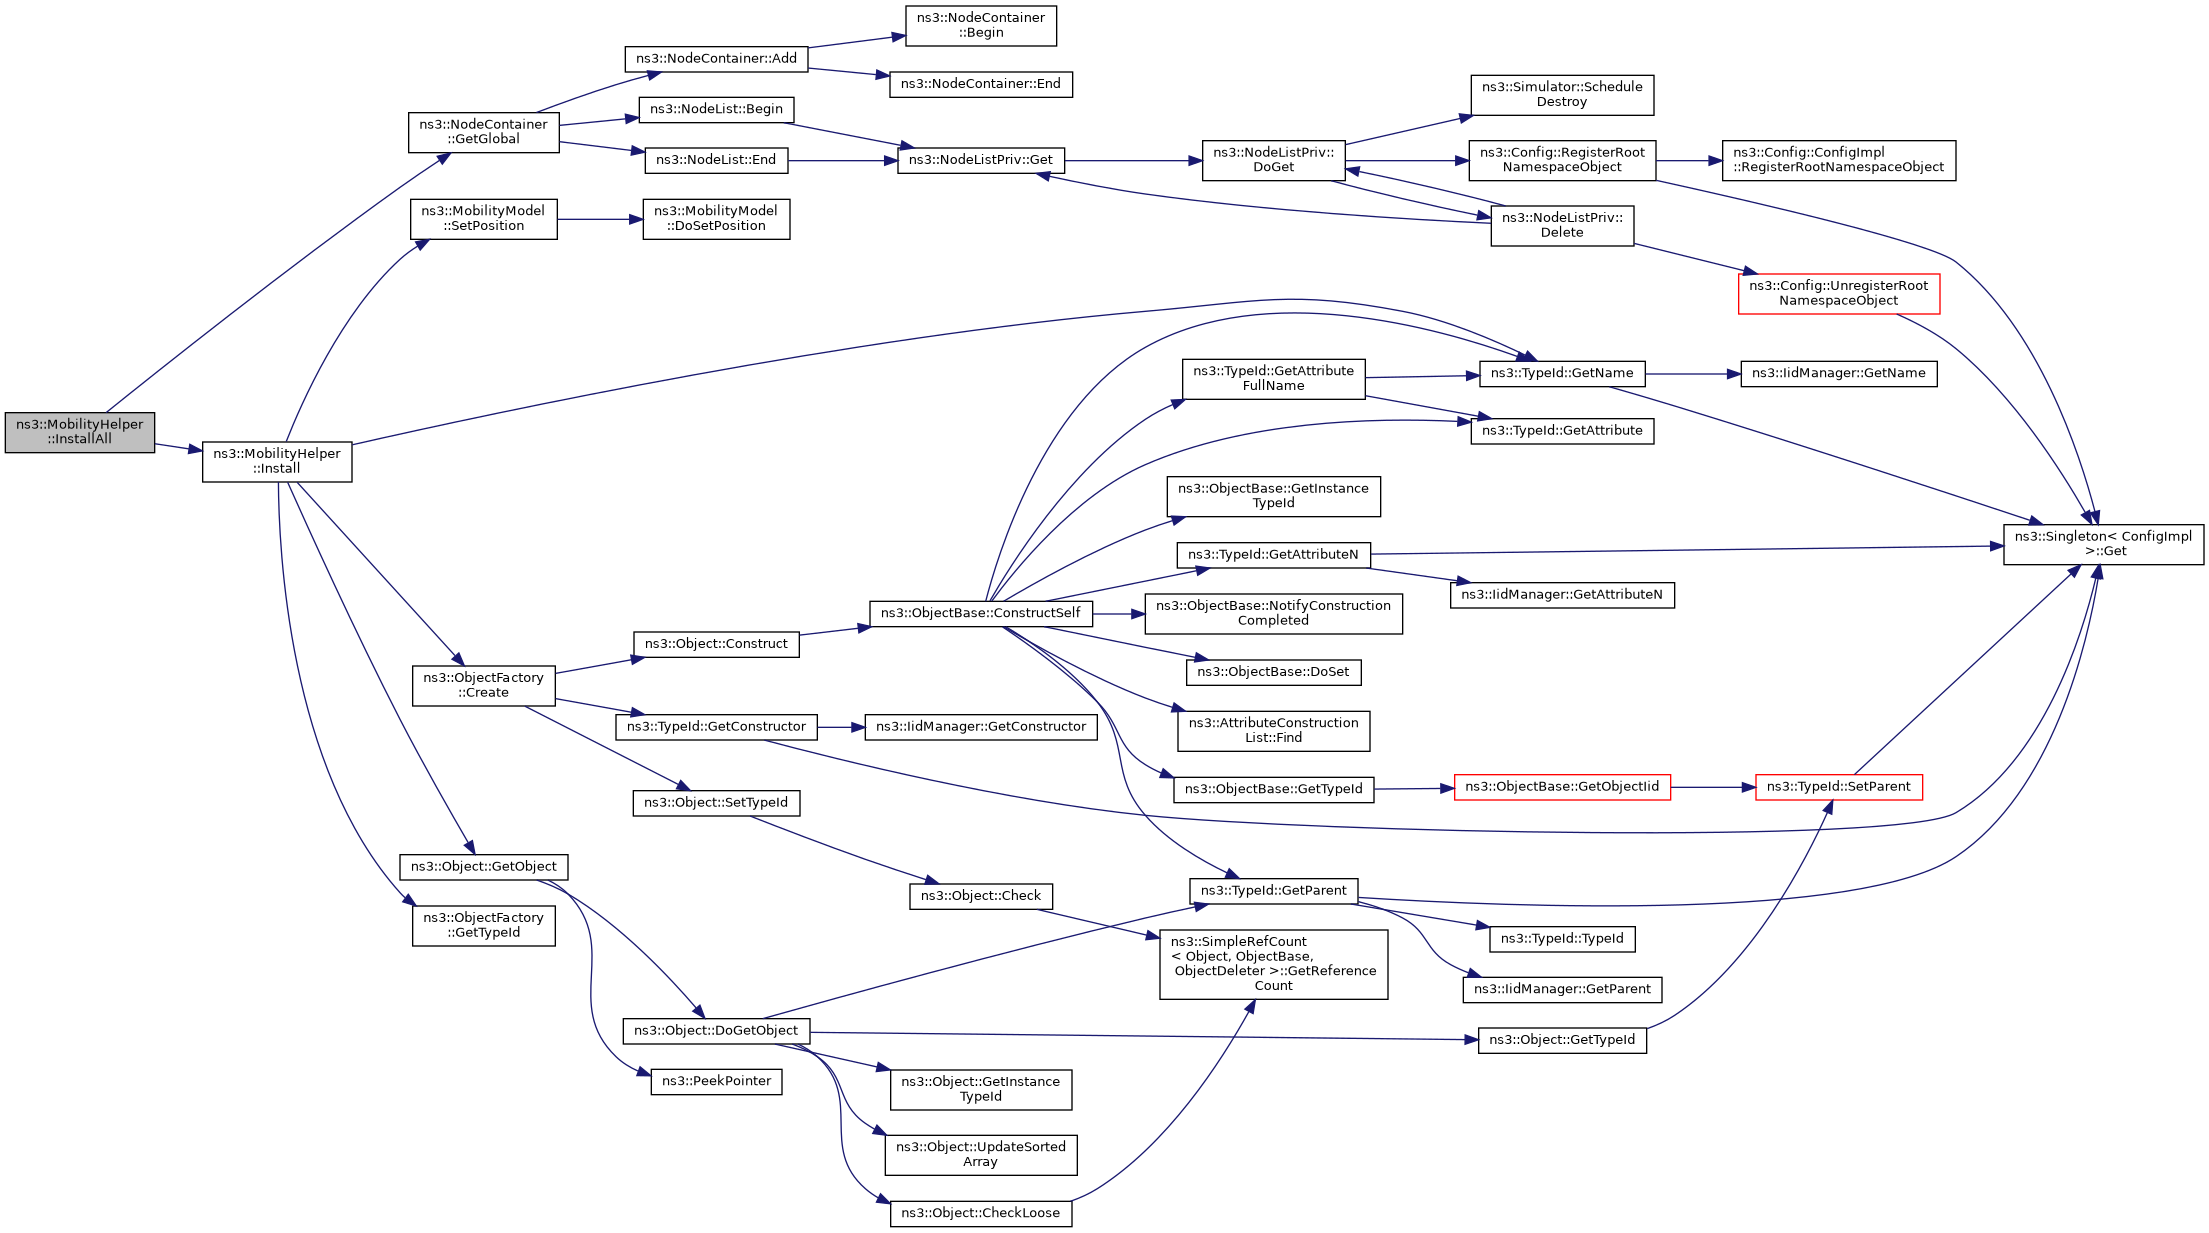 ns3::MobilityHelper
::InstallAll
ns3::MobilityHelper
::Install
ns3::NodeContainer
::GetGlobal
ns3::MobilityModel
::SetPosition
ns3::ObjectFactory
::Create
ns3::Object::GetObject
ns3::ObjectFactory
::GetTypeId
ns3::NodeContainer::Add
ns3::NodeList::Begin
ns3::NodeList::End
ns3::MobilityModel
::DoSetPosition
ns3::Object::Construct
ns3::TypeId::GetConstructor
ns3::Object::SetTypeId
ns3::Object::DoGetObject
ns3::PeekPointer
ns3::NodeContainer
::Begin
ns3::NodeContainer::End
ns3::NodeListPriv::Get
ns3::ObjectBase::ConstructSelf
ns3::IidManager::GetConstructor
ns3::Object::Check
ns3::Object::GetInstance
TypeId
ns3::Object::UpdateSorted
Array
ns3::Object::CheckLoose
ns3::NodeListPriv::
DoGet
ns3::TypeId::GetAttribute
FullName
ns3::ObjectBase::GetInstance
TypeId
ns3::TypeId::GetAttributeN
ns3::ObjectBase::NotifyConstruction
Completed
ns3::ObjectBase::DoSet
ns3::AttributeConstruction
List::Find
ns3::ObjectBase::GetTypeId
ns3::TypeId::GetParent
ns3::SimpleRefCount
< Object, ObjectBase,
ObjectDeleter >::GetReference
Count
ns3::Simulator::Schedule
Destroy
ns3::Config::RegisterRoot
NamespaceObject
ns3::NodeListPriv::
Delete
ns3::TypeId::GetName
ns3::TypeId::GetAttribute
ns3::IidManager::GetAttributeN
ns3::ObjectBase::GetObjectIid
ns3::TypeId::TypeId
ns3::IidManager::GetParent
ns3::Object::GetTypeId
ns3::Config::ConfigImpl
::RegisterRootNamespaceObject
ns3::Config::UnregisterRoot
NamespaceObject
ns3::IidManager::GetName
ns3::TypeId::SetParent
ns3::Singleton< ConfigImpl
>::Get